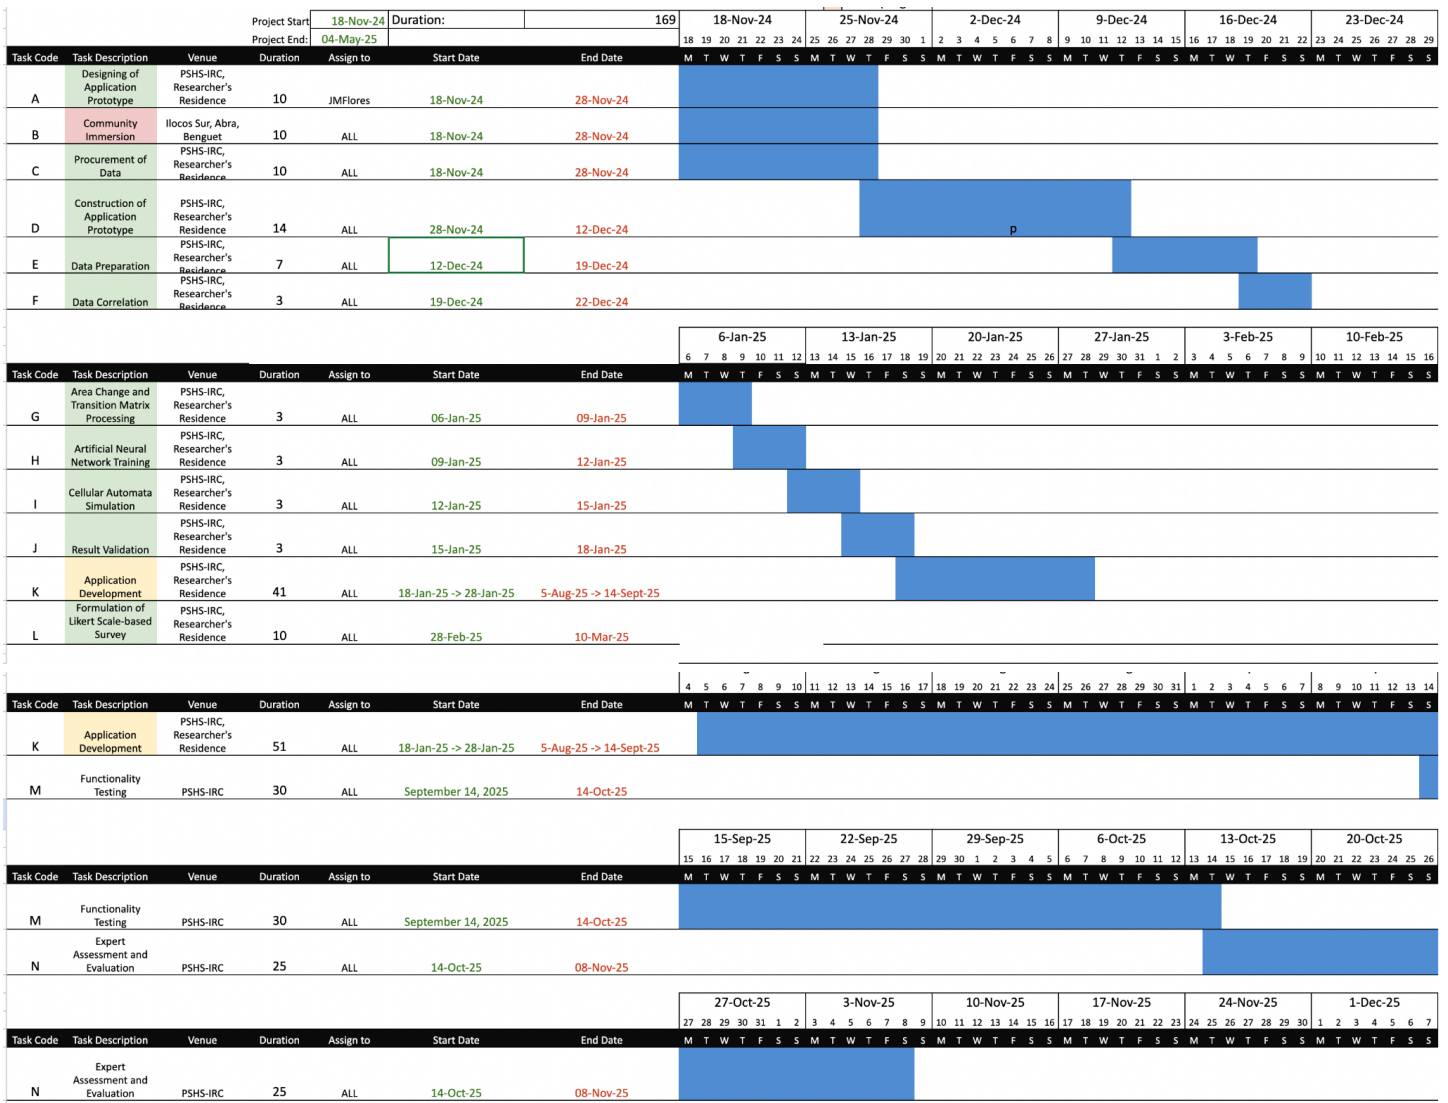 Project Start 18-Nov-24 Duration: 169 18-Nov-24 25-Nov-24 2-Dec-24 9-Dec-24 16-Dec-24 23-Dec-24
Project End: 04-May-25 18 19 20 21 22 23 24 25 26 27 28 29 30 1 2 3 4 5 6 7 8 9 10 11 12 13 14 15 16 17 18 19 20 21 22 23 24 25 26 27 28 29
Task Code Task Description Venue Duration Assign to Start Date End Date M T W T F S S M T W T F S S M T W T F S S M T W T F S S M T W T F S S M T W T F S S
Designing of PSHS-IRC,
Application Researcher's
A Prototype Residence 10 JMFlores 18-Nov-24 28-Nov-24
Community Ilocos Sur, Abra,
B Immersion Benguet 10 ALL 18-Nov-24 28-Nov-24
PSHS-IRC,
Procurement of Researcher's
C Data Residence 10 ALL 18-Nov-24 28-Nov-24
Construction of PSHS-IRC,
Application Researcher's
D Prototype Residence 14 ALL 28-Nov-24 12-Dec-24 p
PSHS-IRC,
Researcher's
E Data Preparation Residence 7 ALL 12-Dec-24 19-Dec-24
PSHS-IRC,
Researcher's
F Data Correlation Residence 3 ALL 19-Dec-24 22-Dec-24
6-Jan-25 13-Jan-25 20-Jan-25 27-Jan-25 3-Feb-25 10-Feb-25
6 7 8 9 10 11 12 13 14 15 16 17 18 19 20 21 22 23 24 25 26 27 28 29 30 31 1 2 3 4 5 6 7 8 9 10 11 12 13 14 15 16
Task Code Task Description Venue Duration Assign to Start Date End Date M T W T F S S M T W T F S S M T W T F S S M T W T F S S M T W T F S S M T W T F S S
Area Change and PSHS-IRC,
Transition Matrix Researcher's
G Processing Residence 3 ALL 06-Jan-25 09-Jan-25
PSHS-IRC,
Artificial Neural Researcher's
H Network Training Residence 3 ALL 09-Jan-25 12-Jan-25
PSHS-IRC,
Cellular Automata Researcher's
I Simulation Residence 3 ALL 12-Jan-25 15-Jan-25
PSHS-IRC,
Researcher's
J Result Validation Residence 3 ALL 15-Jan-25 18-Jan-25
PSHS-IRC,
Application Researcher's
K Development Residence 41 ALL 18-Jan-25 -> 28-Jan-25 5-Aug-25 -> 14-Sept-25
Formulation of PSHS-IRC,
Likert Scale-based Researcher's
L Survey Residence 10 ALL 28-Feb-25 10-Mar-25
4 5 6 7 8 9 10 11 12 13 14 15 16 17 18 19 20 21 22 23 24 25 26 27 28 29 30 31 1 2 3 4 5 6 7 8 9 10 11 12 13 14
Task Code Task Description Venue Duration Assign to Start Date End Date M T W T F S S M T W T F S S M T W T F S S M T W T F S S M T W T F S S M T W T F S S
PSHS-IRC,
Application Researcher's
K Development Residence 51 ALL 18-Jan-25 -> 28-Jan-25 5-Aug-25 -> 14-Sept-25
Functionality
M Testing PSHS-IRC 30 ALL September 14, 2025 14-Oct-25
15-Sep-25 22-Sep-25 29-Sep-25 6-Oct-25 13-Oct-25 20-Oct-25
15 16 17 18 19 20 21 22 23 24 25 26 27 28 29 30 1 2 3 4 5 6 7 8 9 10 11 12 13 14 15 16 17 18 19 20 21 22 23 24 25 26
Task Code Task Description Venue Duration Assign to Start Date End Date M T W T F S S M T W T F S S M T W T F S S M T W T F S S M T W T F S S M T W T F S S
Functionality
M Testing PSHS-IRC 30 ALL September 14, 2025 14-Oct-25
Expert
Assessment and
N Evaluation PSHS-IRC 25 ALL 14-Oct-25 08-Nov-25
27-Oct-25 3-Nov-25 10-Nov-25 17-Nov-25 24-Nov-25 1-Dec-25
27 28 29 30 31 1 2 3 4 5 6 7 8 9 10 11 12 13 14 15 16 17 18 19 20 21 22 23 24 25 26 27 28 29 30 1 2 3 4 5 6 7
Task Code Task Description Venue Duration Assign to Start Date End Date M T W T F S S M T W T F S S M T W T F S S M T W T F S S M T W T F S S M T W T F S S
Expert
Assessment and
N Evaluation PSHS-IRC 25 ALL 14-Oct-25 08-Nov-25